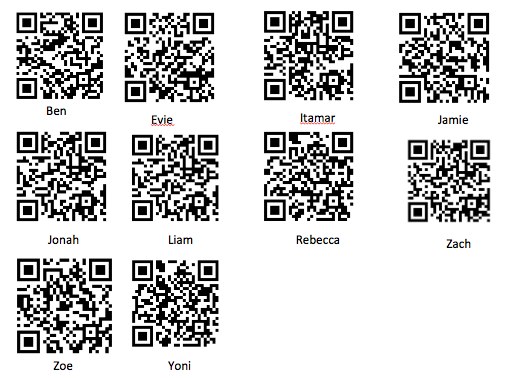 Ben
Evie
Itamar
Jamie
Jonah
Liam
Rebecca
Zach
Zoe
Yoni